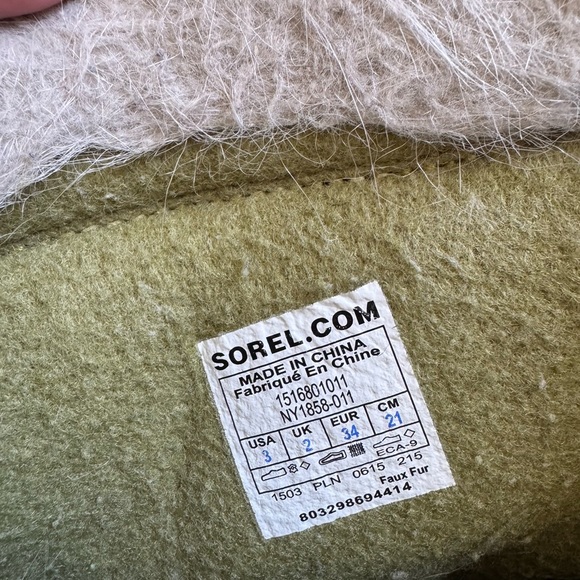 SOREL.COM
MADE IN CHINA
Fabriqué En Chine
1516801011
NY1858-011
USA UK EUR CM
3 2 34 21
ECA-9
1503 PLN 0615 215
Faux Fur
803298694414